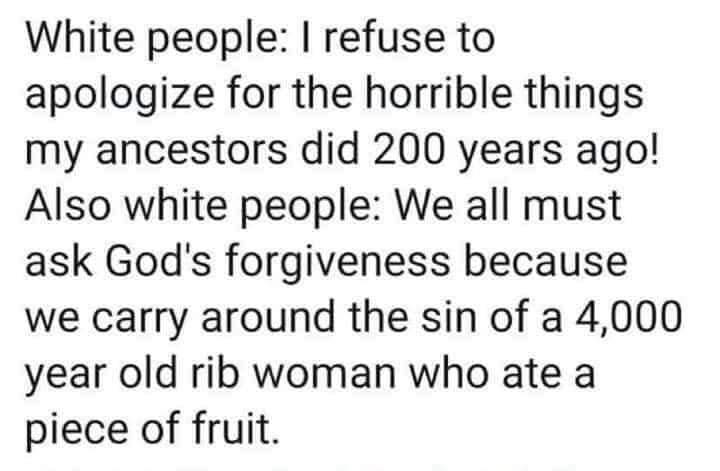 White people: I refuse to
apologize for the horrible things
my ancestors did 200 years ago!
Also white people: We all must
ask God's forgiveness because
we carry around the sin of a 4,000
year old rib woman who ate a
piece of fruit.